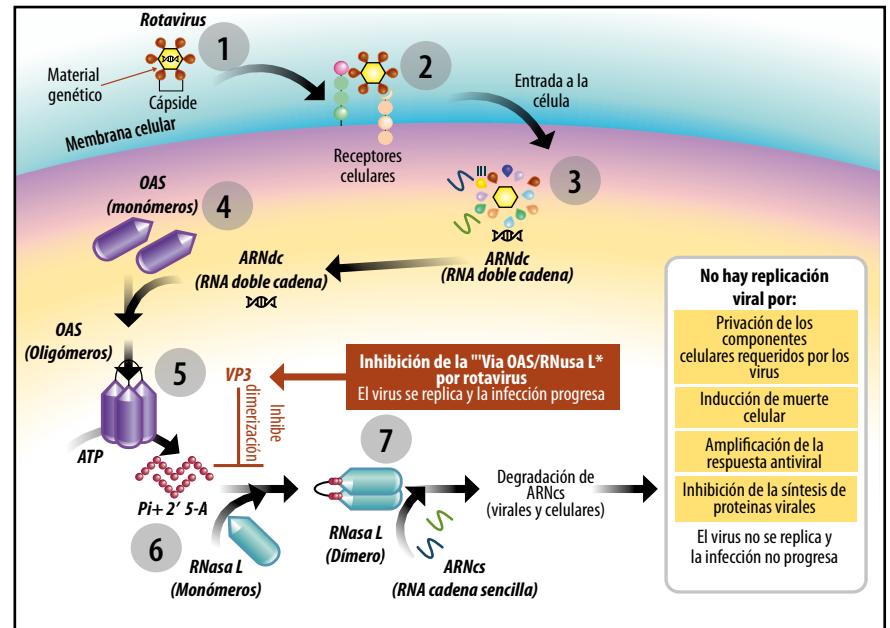 Rotavirus
1
Material
genético
Cápside
Membrana celular
2
Receptores
celulares
Entrada a la
célula
3
ARNdc
(RNA doble cadena)
OAS
(monómeros)
4
ARNdc
(RNA doble cadena)
OAS
(Oligómeros)
5
ATP
VP3
Inhibe
dimerización
Inhibición de la "'Via OAS/RNusa L*
por rotavirus
El virus se replica y la infección progresa
Pi+ 2' 5-A
6
RNasa L
(Monómeros)
7
RNasa L
(Dímero)
ARNcs
(RNA cadena sencilla)
Degradación de
ARNcs
(virales y celulares)
No hay replicación
viral por:
Privación de los
componentes
celulares requeridos por los
virus
Inducción de muerte
celular
Amplificación de la
respuesta antiviral
Inhibición de la síntesis de
proteinas virales
El virus no se replica y
la infección no progresa